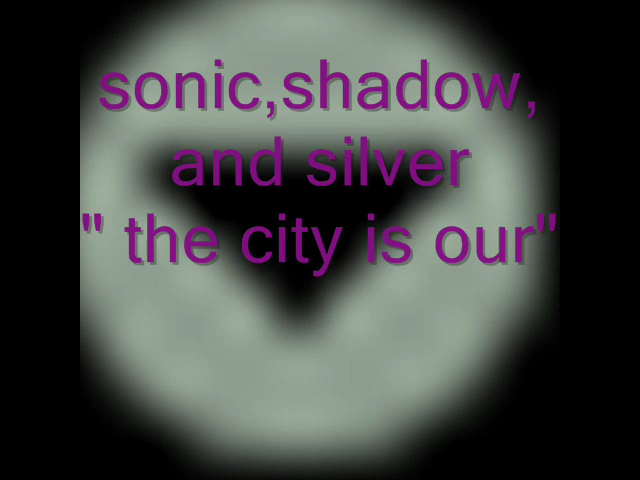 sonic,shadow,
and silver
" the city is our"